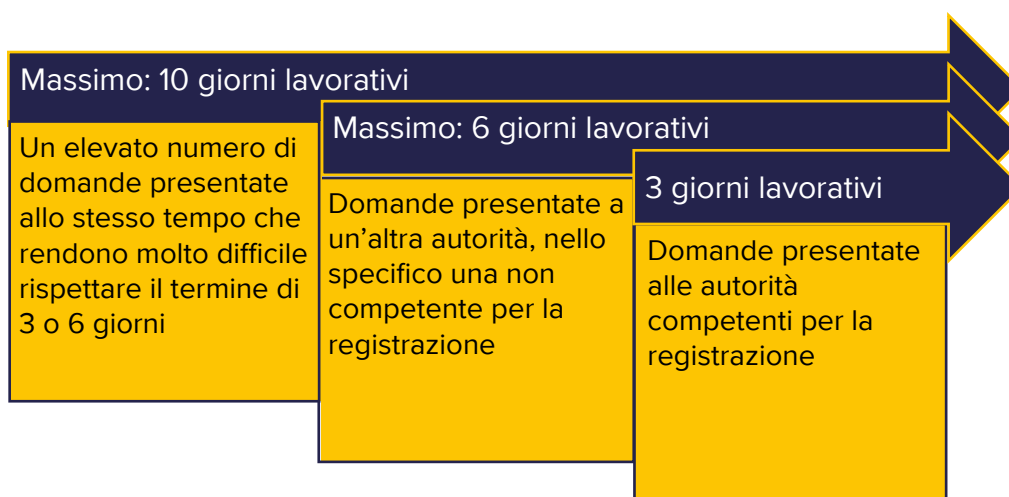 Massimo: 10 giorni lavorativi
Un elevato numero di
domande presentate
allo stesso tempo che
rendono molto difficile
rispettare il termine di
3 o 6 giorni
Massimo: 6 giorni lavorativi
Domande presentate a
un’altra autorità, nello
specifico una non
competente per la
registrazione
3 giorni lavorativi
Domande presentate
alle autorità
competenti per la
registrazione